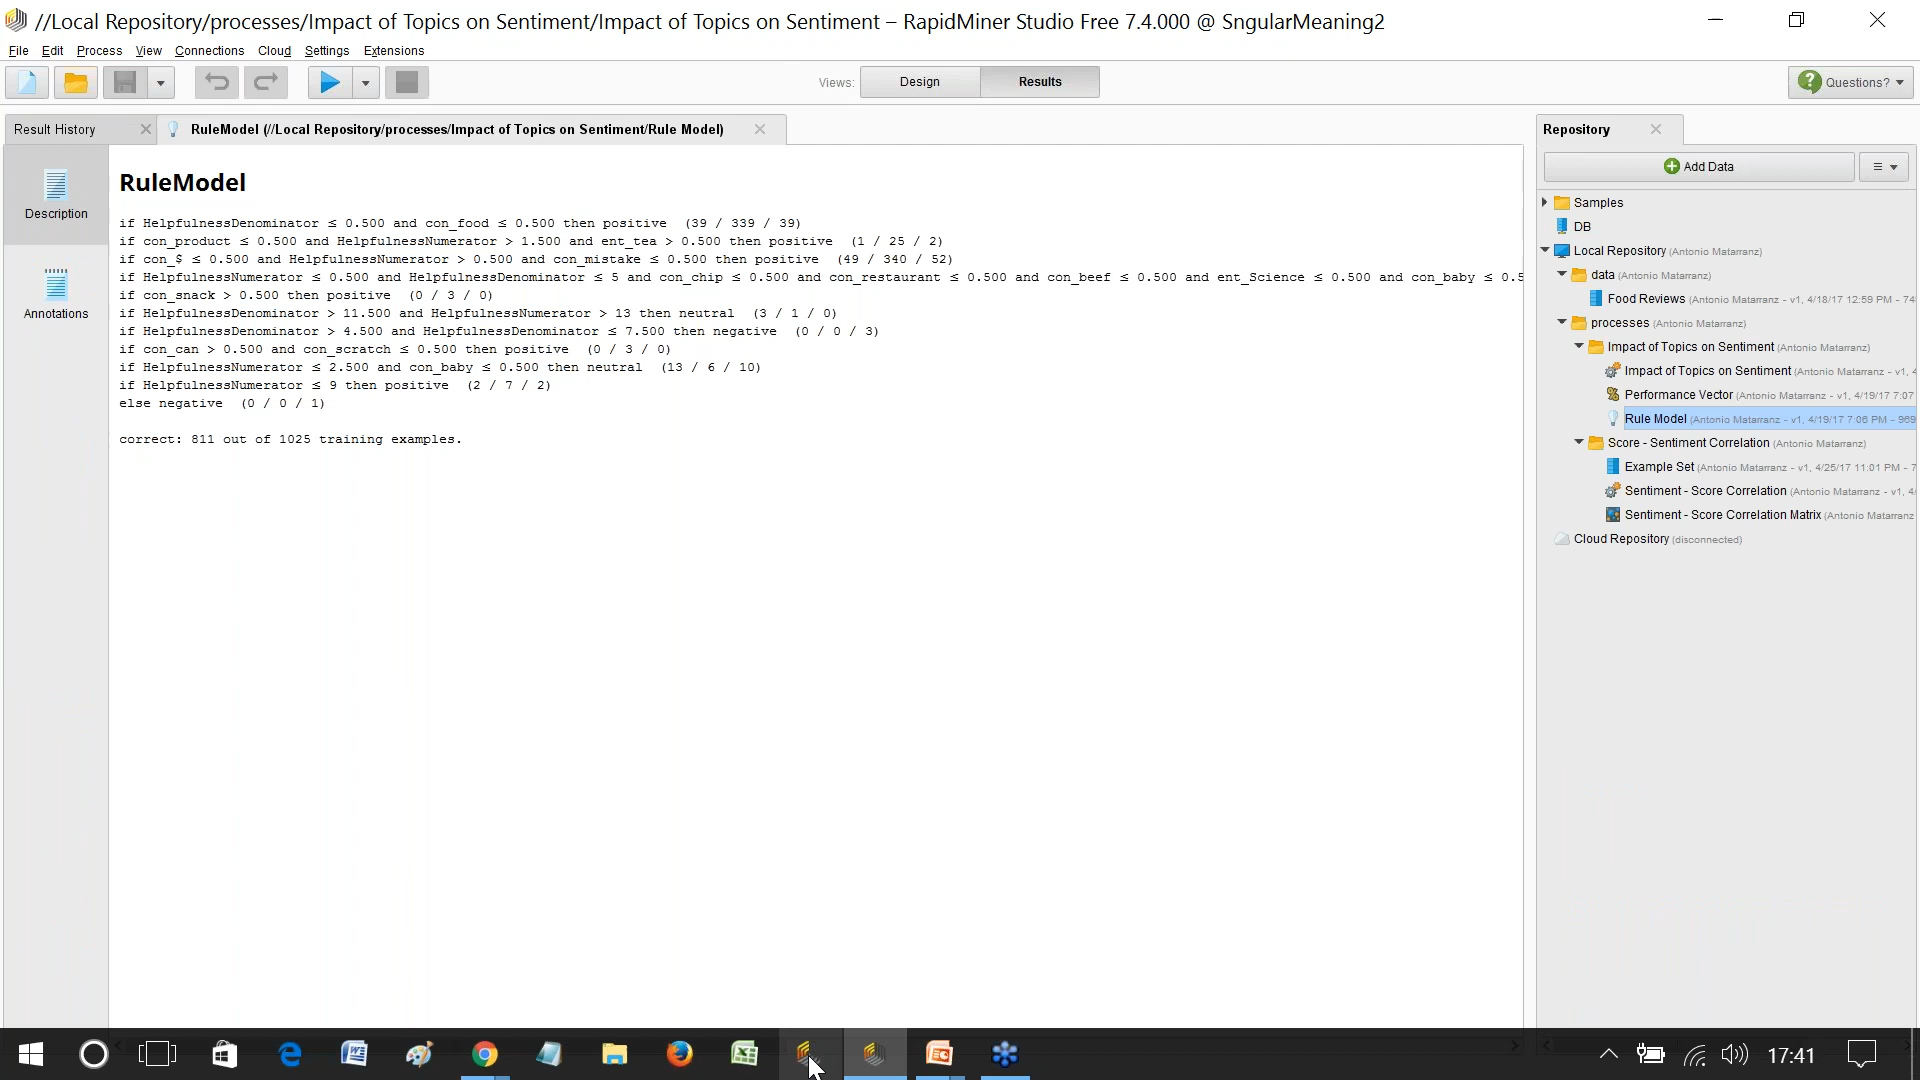 //Local Repository/processes/Impact of Topics on Sentiment/Impact of Topics on Sentiment – RapidMiner Studio Free 7.4.000 @ SngularMeaning2
File Edit Process View Connections Cloud Settings Extensions
Views: Design Results
Questions?
Result History
RuleModel (//Local Repository/processes/Impact of Topics on Sentiment/Rule Model)
Description
Annotations
RuleModel
if HelpfulnessDenominator ≤ 0.500 and con_food ≤ 0.500 then positive (39 / 339 / 39)
if con_product ≤ 0.500 and HelpfulnessNumerator > 1.500 and ent_tea > 0.500 then positive (1 / 25 / 2)
if con_$ ≤ 0.500 and HelpfulnessNumerator > 0.500 and con_mistake ≤ 0.500 then positive (49 / 340 / 52)
if HelpfulnessNumerator ≤ 0.500 and HelpfulnessDenominator ≤ 5 and con_chip ≤ 0.500 and con_restaurant ≤ 0.500 and con_beef ≤ 0.500 and ent_Science ≤ 0.500 and con_baby ≤ 0.5
if con_snack > 0.500 then positive (0 / 3 / 0)
if HelpfulnessDenominator > 11.500 and HelpfulnessNumerator > 13 then neutral (3 / 1 / 0)
if HelpfulnessDenominator > 4.500 and HelpfulnessDenominator ≤ 7.500 then negative (0 / 0 / 3)
if con_can > 0.500 and con_scratch ≤ 0.500 then positive (0 / 3 / 0)
if HelpfulnessNumerator ≤ 2.500 and con_baby ≤ 0.500 then neutral (13 / 6 / 10)
if HelpfulnessNumerator ≤ 9 then positive (2 / 7 / 2)
else negative (0 / 0 / 1)
correct: 811 out of 1025 training examples.
Repository
Add Data
Samples
DB
Local Repository (Antonio Matarranz)
data (Antonio Matarranz)
Food Reviews (Antonio Matarranz - v1, 4/18/17 12:59 PM - 74
processes (Antonio Matarranz)
Impact of Topics on Sentiment (Antonio Matarranz)
Impact of Topics on Sentiment (Antonio Matarranz - v1, 4
Performance Vector (Antonio Matarranz - v1, 4/19/17 7:07
Rule Model (Antonio Matarranz - v1, 4/19/17 7:06 PM - 969
Score - Sentiment Correlation (Antonio Matarranz)
Example Set (Antonio Matarranz - v1, 4/25/17 11:01 PM - 7
Sentiment - Score Correlation (Antonio Matarranz - v1, 4
Sentiment - Score Correlation Matrix (Antonio Matarranz
Cloud Repository (disconnected)
17:41